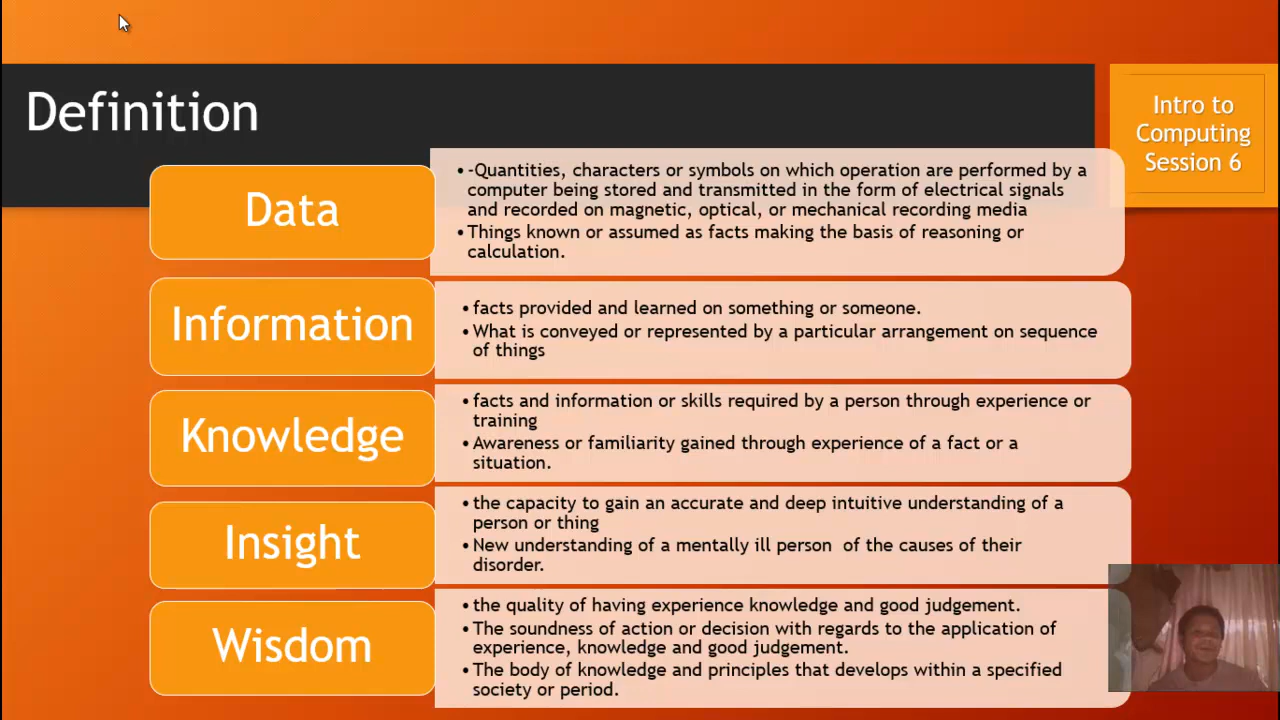 Definition
Intro to
Computing
Session 6
Data
• -Quantities, characters or symbols on which operation are performed by a
computer being stored and transmitted in the form of electrical signals
and recorded on magnetic, optical, or mechanical recording media
• Things known or assumed as facts making the basis of reasoning or
calculation.
Information
• facts provided and learned on something or someone.
• What is conveyed or represented by a particular arrangement on sequence
of things
Knowledge
• facts and information or skills required by a person through experience or
training
• Awareness or familiarity gained through experience of a fact or a
situation.
Insight
• the capacity to gain an accurate and deep intuitive understanding of a
person or thing
• New understanding of a mentally ill person of the causes of their
disorder.
Wisdom
• the quality of having experience knowledge and good judgement.
• The soundness of action or decision with regards to the application of
experience, knowledge and good judgement.
• The body of knowledge and principles that develops within a specified
society or period.